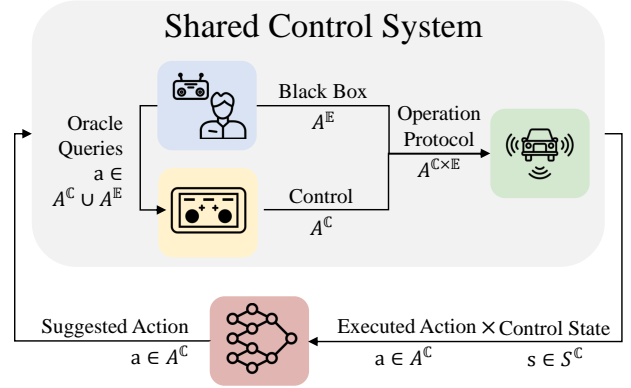 Shared Control System
Oracle
Queries
a ∈
A^ℂ ∪ A^𝔼
Black Box
A^𝔼
Control
A^ℂ
Operation
Protocol
A^{ℂ×𝔼}
Suggested Action
a ∈ A^ℂ
Executed Action × Control State
a ∈ A^ℂ s ∈ S^ℂ